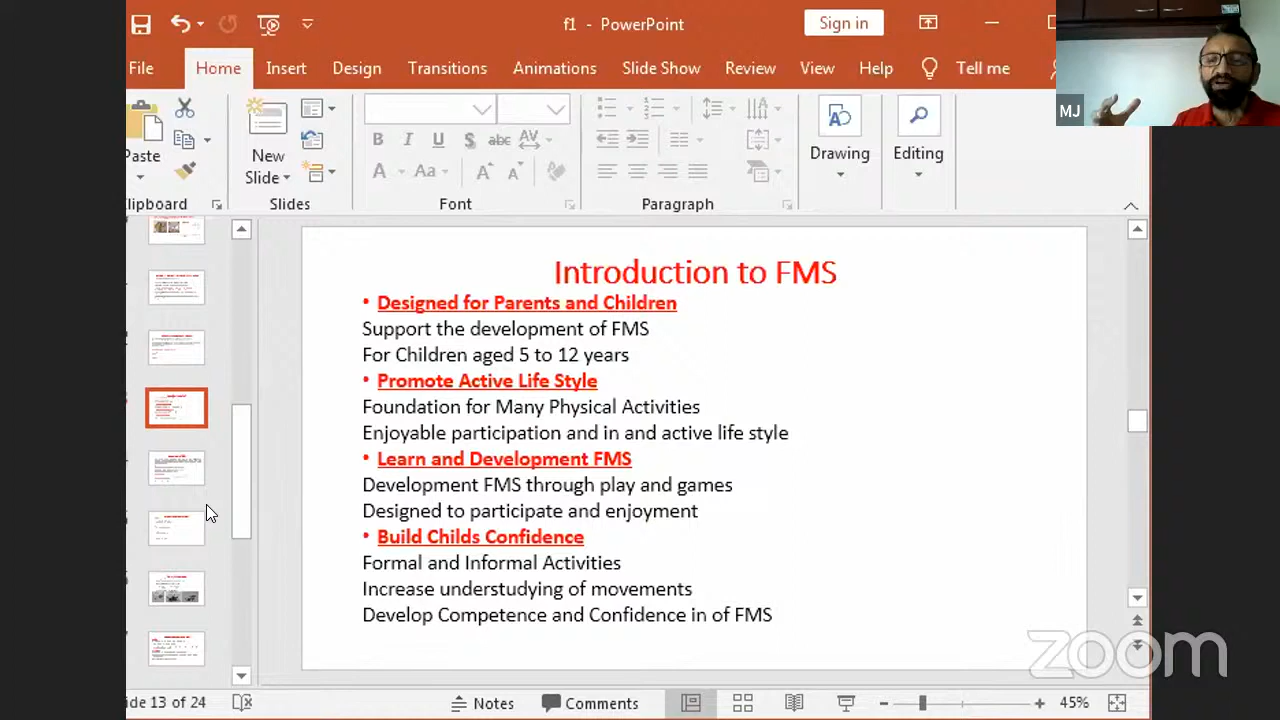 f1 - PowerPoint
Sign in
File
Home
Insert
Design
Transitions
Animations
Slide Show
Review
View
Help
Tell me
MJ
Paste
New
Slide
B I U S abc AV
A Aa A A
Drawing
Editing
lipboard
Slides
Font
Paragraph
Introduction to FMS
• Designed for Parents and Children
Support the development of FMS
For Children aged 5 to 12 years
• Promote Active Life Style
Foundation for Many Physical Activities
Enjoyable participation and in and active life style
• Learn and Development FMS
Development FMS through play and games
Designed to participate and enjoyment
• Build Childs Confidence
Formal and Informal Activities
Increase understudying of movements
Develop Competence and Confidence in of FMS
zoom
ide 13 of 24
Notes
Comments
45%